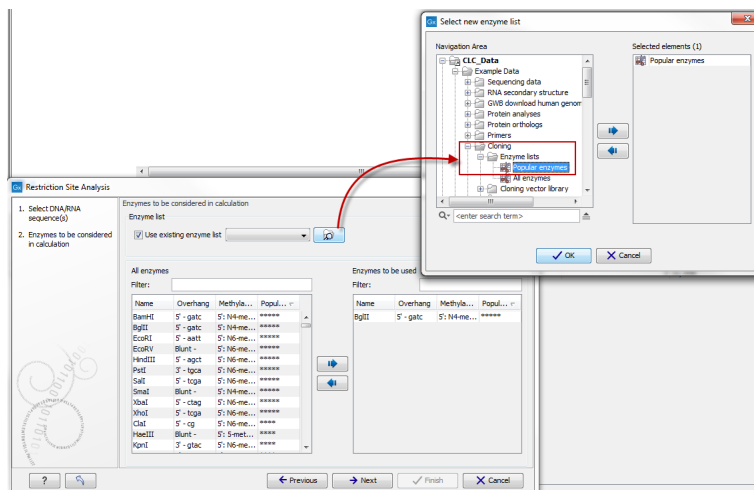 Select new enzyme list
Navigation Area
CLC_Data
Example Data
Sequencing data
RNA secondary structure
GWB download human genom
Protein analyses
Protein orthologs
Primers
Cloning
Enzyme lists
Popular enzymes
All enzymes
Cloning vector library
<enter search term>
Selected elements (1)
Popular enzymes
OK
Cancel
Restriction Site Analysis
1. Select DNA/RNA
sequence(s)
2. Enzymes to be considered
in calculation
Enzymes to be considered in calculation
Enzyme list
Use existing enzyme list
All enzymes
Filter:
Name Overhang Methyla... Popul...
BamHI 5' - gatc 5': N4-me... *****
BglII 5' - gatc 5': N4-me... *****
EcoRI 5' - aatt 5': N6-me... *****
EcoRV Blunt - 5': N6-me... *****
HindIII 5' - agct 5': N6-me... *****
PstI 3' - tgca 5': N6-me... *****
SalI 5' - tcga 5': N6-me... *****
SmaI Blunt - 5': N4-me... *****
XbaI 5' - ctag 5': N6-me... *****
XhoI 5' - tcga 5': N6-me... *****
ClaI 5' - cg 5': N6-me... ****
HaeIII Blunt - 5': 5-met... ****
KpnI 3' - gtac 5': N6-me... ****
Enzymes to be used
Filter:
Name Overhang Methyla... Popul...
BglII 5' - gatc 5': N4-me... *****
? Previous Next Finish Cancel